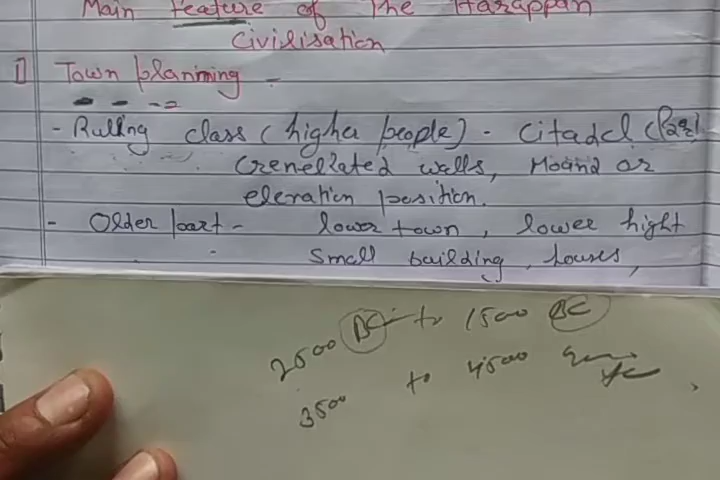 Main Feature of The Harappan
Civilisation
1] Town planning -
- Rulling class (higher people) - Citadel
Crenellated walls, Mound or
elevation position.
- Older part - lower town, lower hight
Small building, houses,
2500 BC to 1500 BC
3500 to 4500